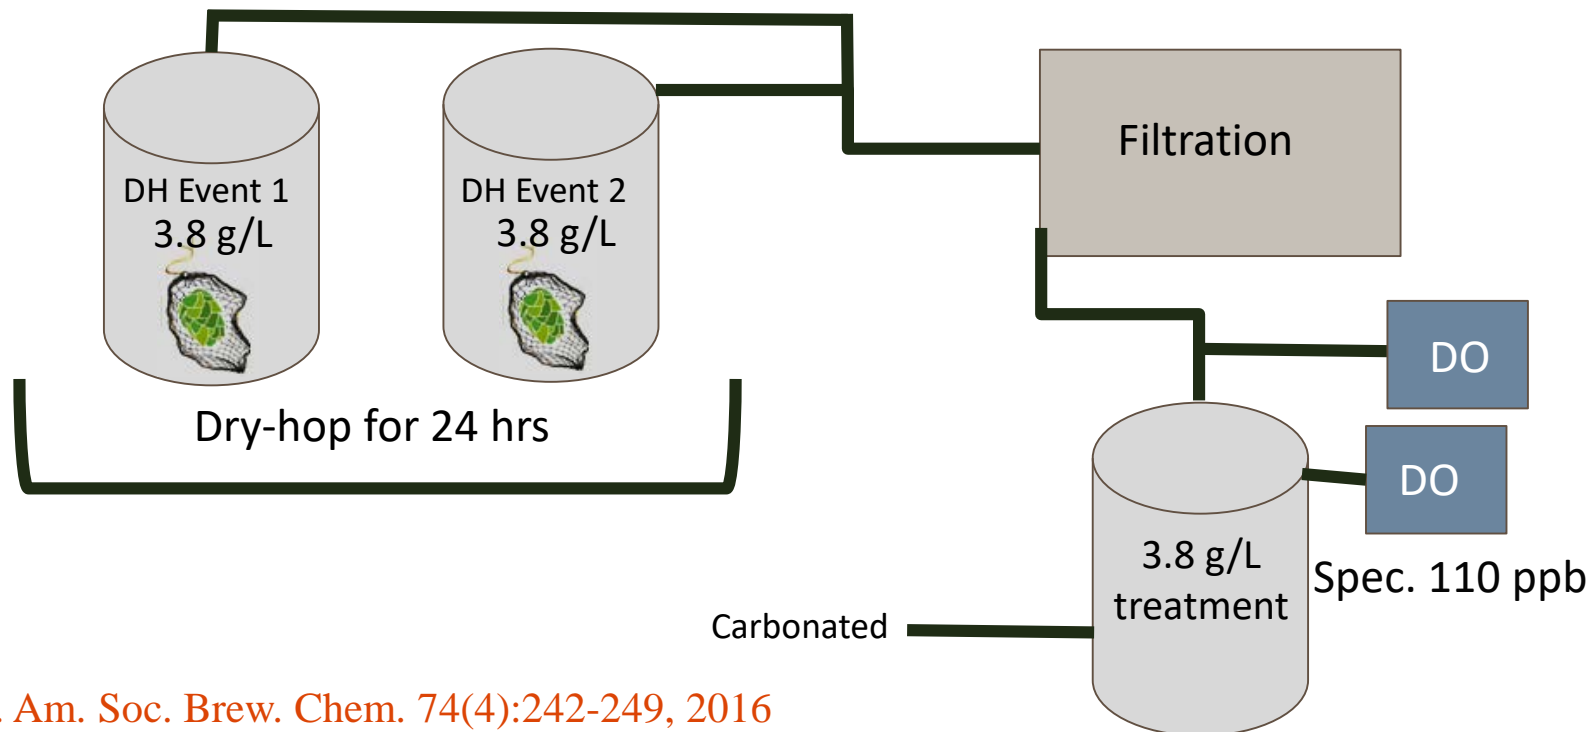 DH Event 1
3.8 g/L
DH Event 2
3.8 g/L
Filtration
Dry-hop for 24 hrs
DO
DO
3.8 g/L
treatment
Spec. 110 ppb
Carbonated
. Am. Soc. Brew. Chem. 74(4):242-249, 2016